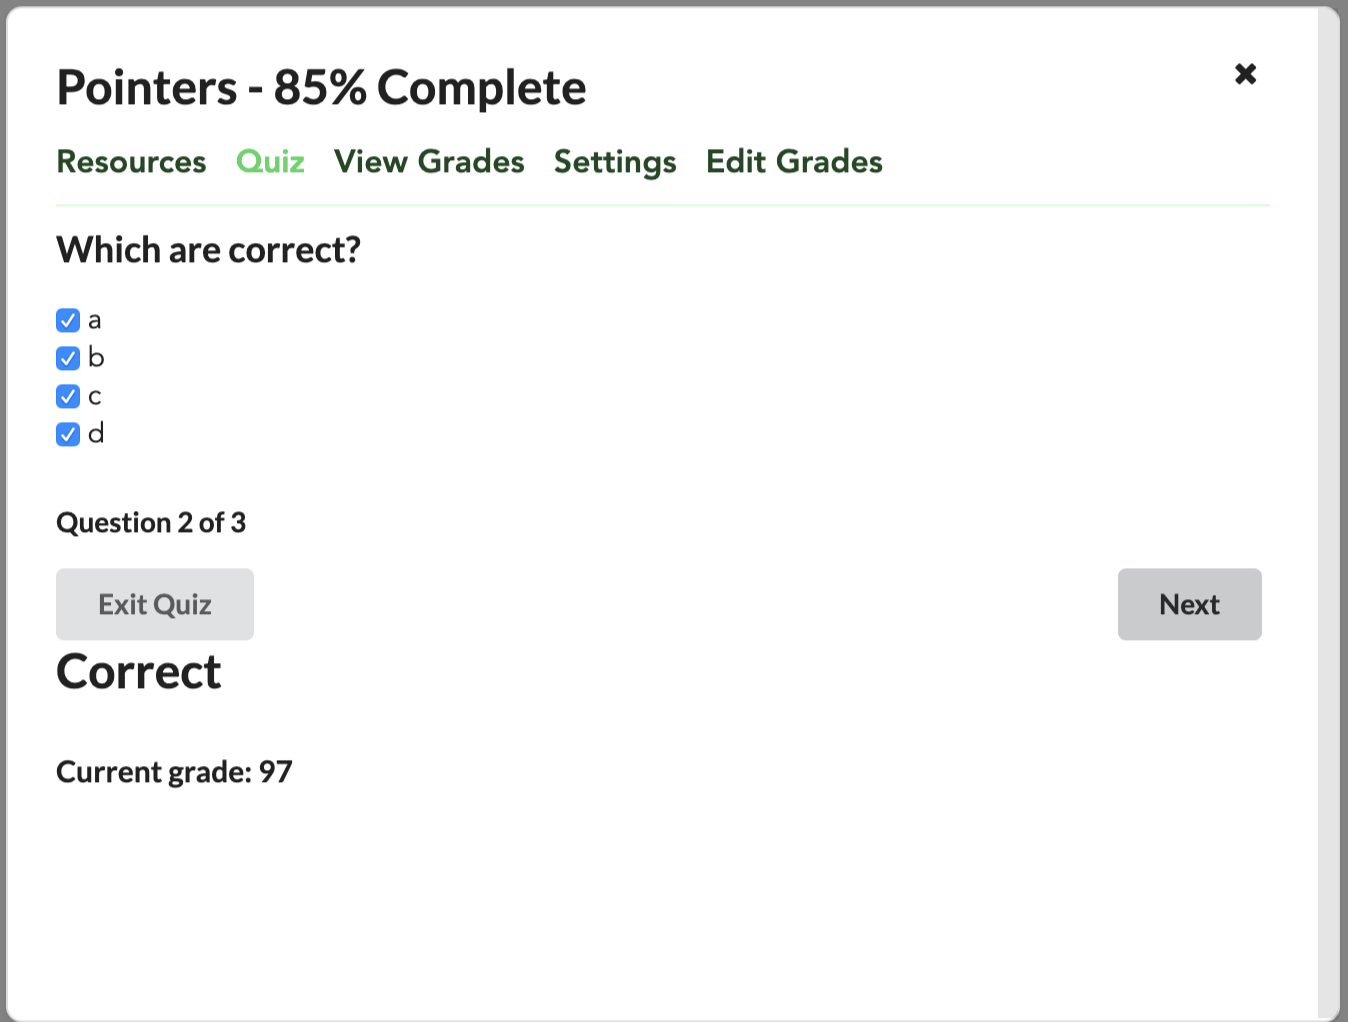 Pointers - 85% Complete
Resources Quiz View Grades Settings Edit Grades
Which are correct?
a
b
c
d
Question 2 of 3
Exit Quiz Next
Correct
Current grade: 97